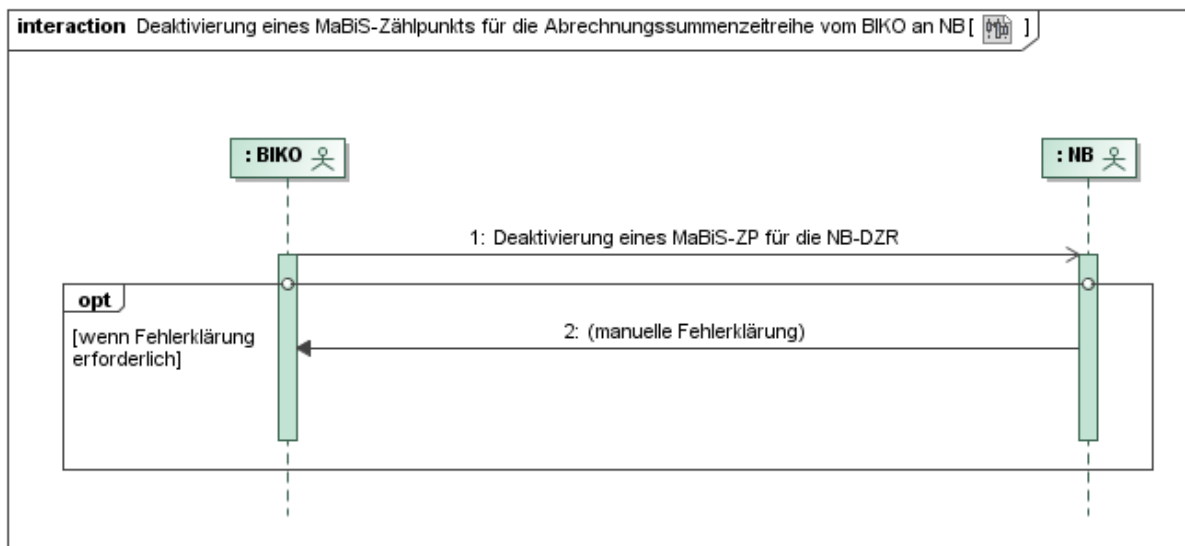 interaction Deaktivierung eines MaBiS-Zählpunkts für die Abrechnungssummenzeitreihe vom BIKO an NB[ ]
: BIKO
: NB
1: Deaktivierung eines MaBiS-ZP für die NB-DZR
opt
[wenn Fehlerklärung
erforderlich]
2: (manuelle Fehlerklärung)